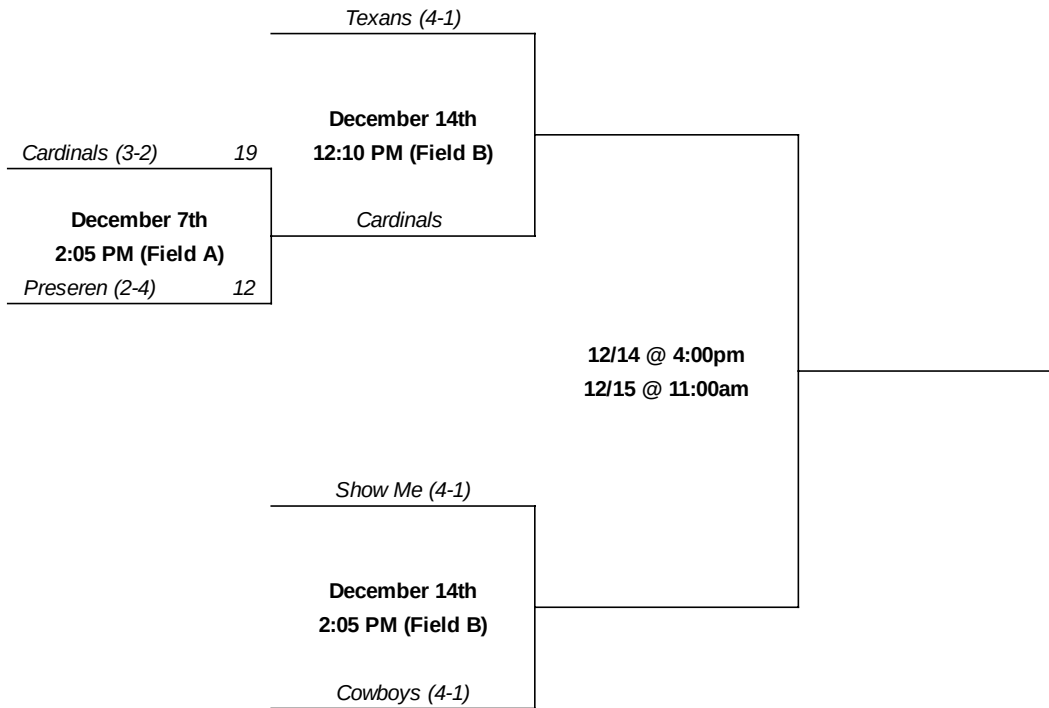 Texans (4-1)
December 14th
12:10 PM (Field B)
Cardinals (3-2) 19
December 7th
2:05 PM (Field A)
Cardinals
Preseren (2-4) 12
12/14 @ 4:00pm
12/15 @ 11:00am
Show Me (4-1)
December 14th
2:05 PM (Field B)
Cowboys (4-1)